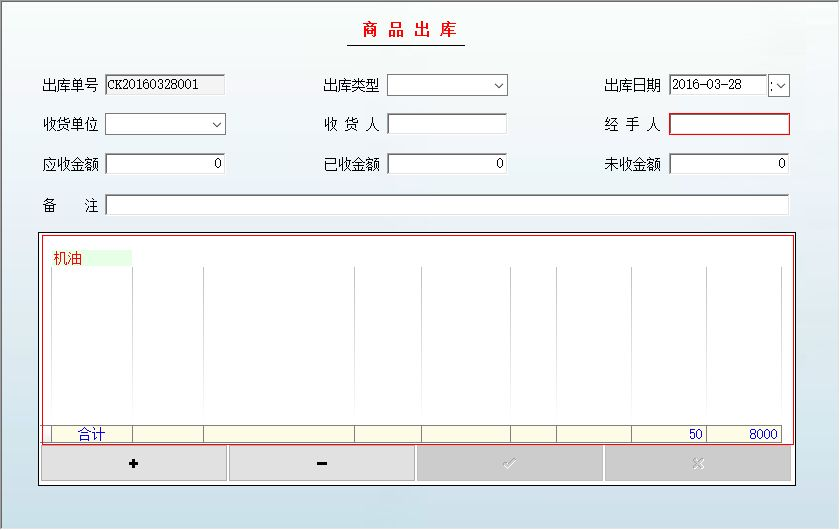 商 品 出 库
出库单号 CK20160328001 出库类型 出库日期 2016-03-28
收货单位 收 货 人 经 手 人
应收金额 0 已收金额 0 未收金额 0
备 注
机油
合计 50 8000